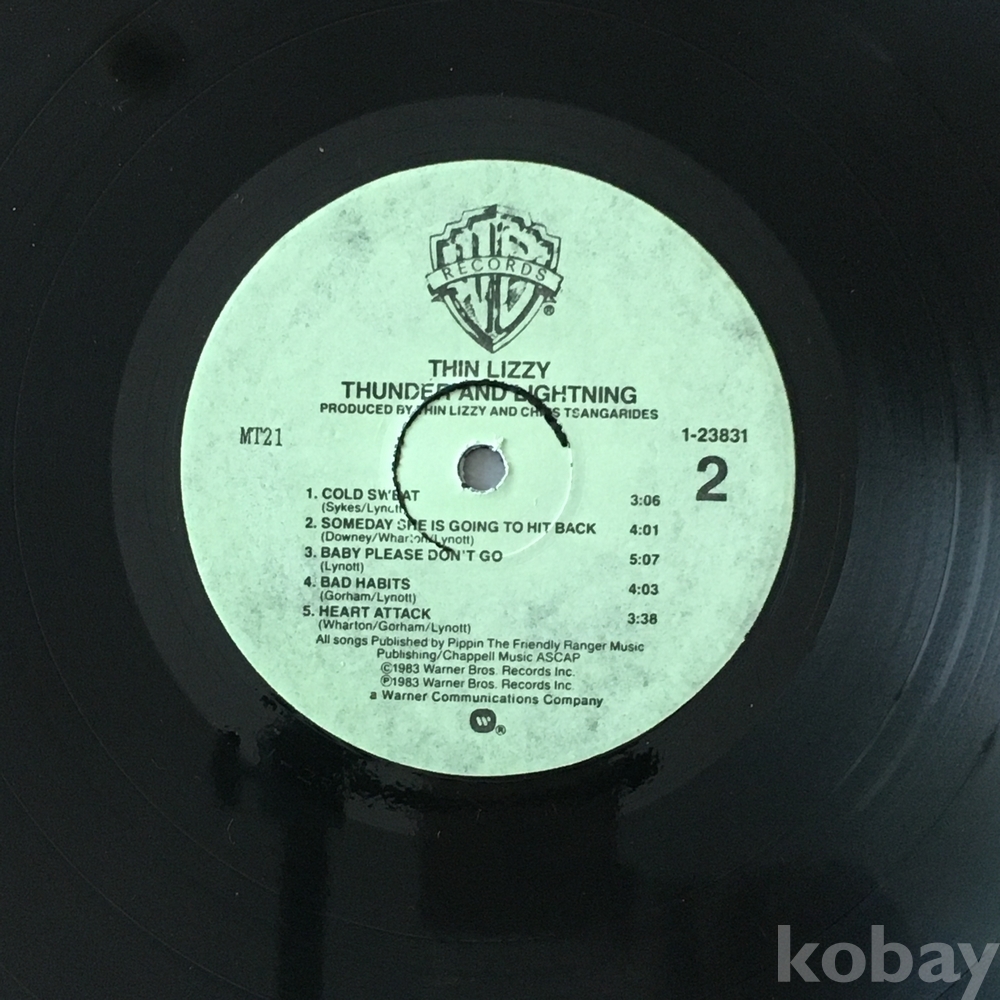 WB
RECORDS
®
THIN LIZZY
THUNDER AND LIGHTNING
PRODUCED BY THIN LIZZY AND CHRIS TSANGARIDES
MT21
1-23831
2
1. COLD SWEAT 3:06
(Sykes/Lynott)
2. SOMEDAY SHE IS GOING TO HIT BACK 4:01
(Downey/Wharton/Lynott)
3. BABY PLEASE DON'T GO 5:07
(Lynott)
4. BAD HABITS 4:03
(Gorham/Lynott)
5. HEART ATTACK 3:38
(Wharton/Gorham/Lynott)
All songs Published by Pippin The Friendly Ranger Music
Publishing/Chappell Music ASCAP
©1983 Warner Bros. Records Inc.
℗1983 Warner Bros. Records Inc.
a Warner Communications Company
®
kobay